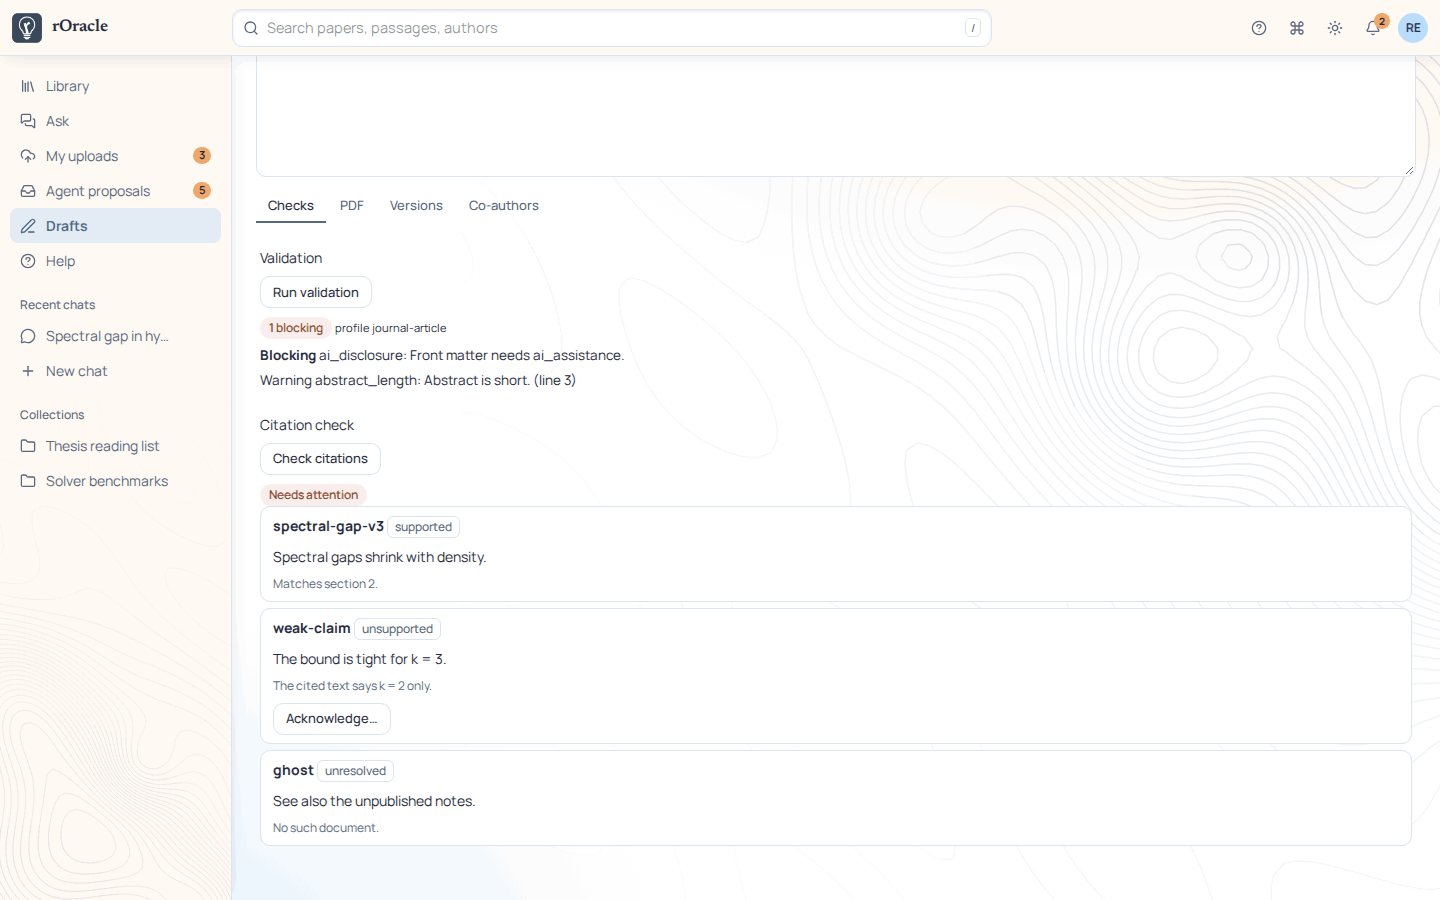 rOracle
Search papers, passages, authors
/
2
RE
Library
Ask
My uploads
3
Agent proposals
5
Drafts
Help
Recent chats
Spectral gap in hy...
New chat
Collections
Thesis reading list
Solver benchmarks
Checks
PDF
Versions
Co-authors
Validation
Run validation
1 blocking profile journal-article
Blocking ai_disclosure: Front matter needs ai_assistance.
Warning abstract_length: Abstract is short. (line 3)
Citation check
Check citations
Needs attention
spectral-gap-v3 supported
Spectral gaps shrink with density.
Matches section 2.
weak-claim unsupported
The bound is tight for k = 3.
The cited text says k = 2 only.
Acknowledge...
ghost unresolved
See also the unpublished notes.
No such document.